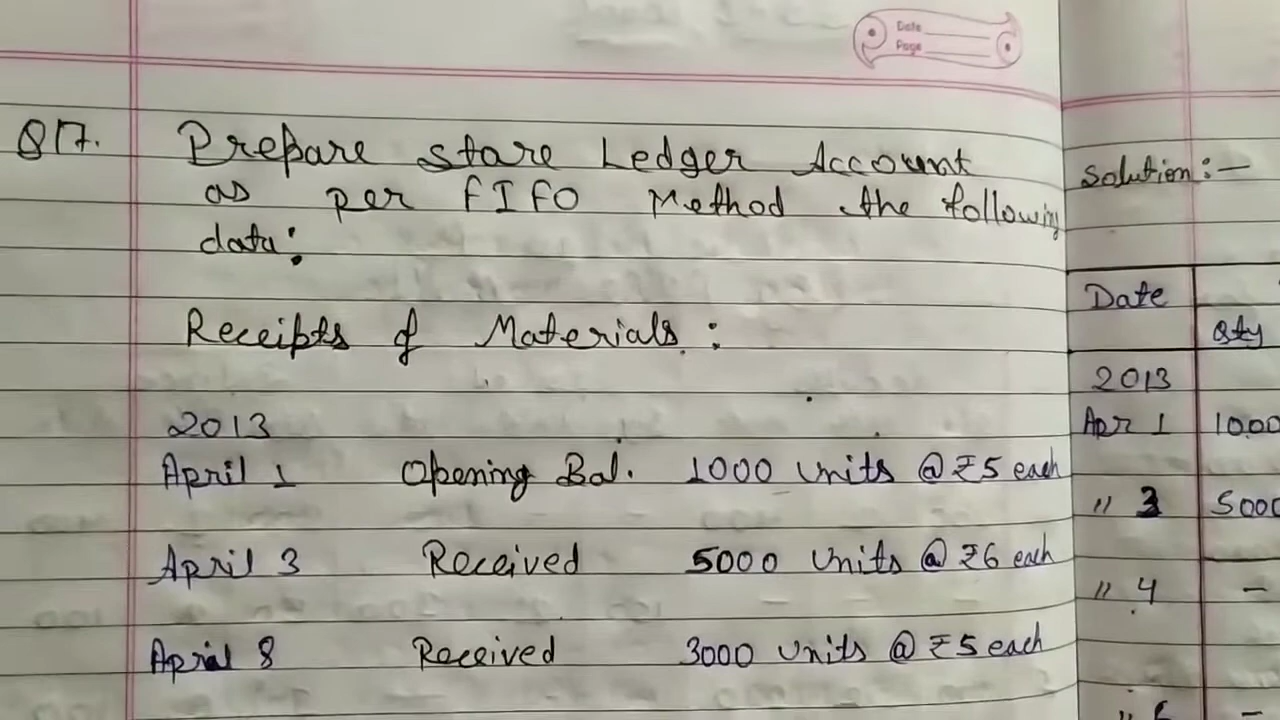 Date
Page
Q17. Prepare store Ledger Account
as per FIFO Method the following
data:
Receipts of Materials:
2013
April 1 Opening Bal. 1000 Units @ ₹5 each
April 3 Received 5000 Units @ ₹6 each
April 8 Received 3000 Units @ ₹5 each
Solution:-
Date
Qty
2013
Apr 1 1000
" 3 5000
" 4 -